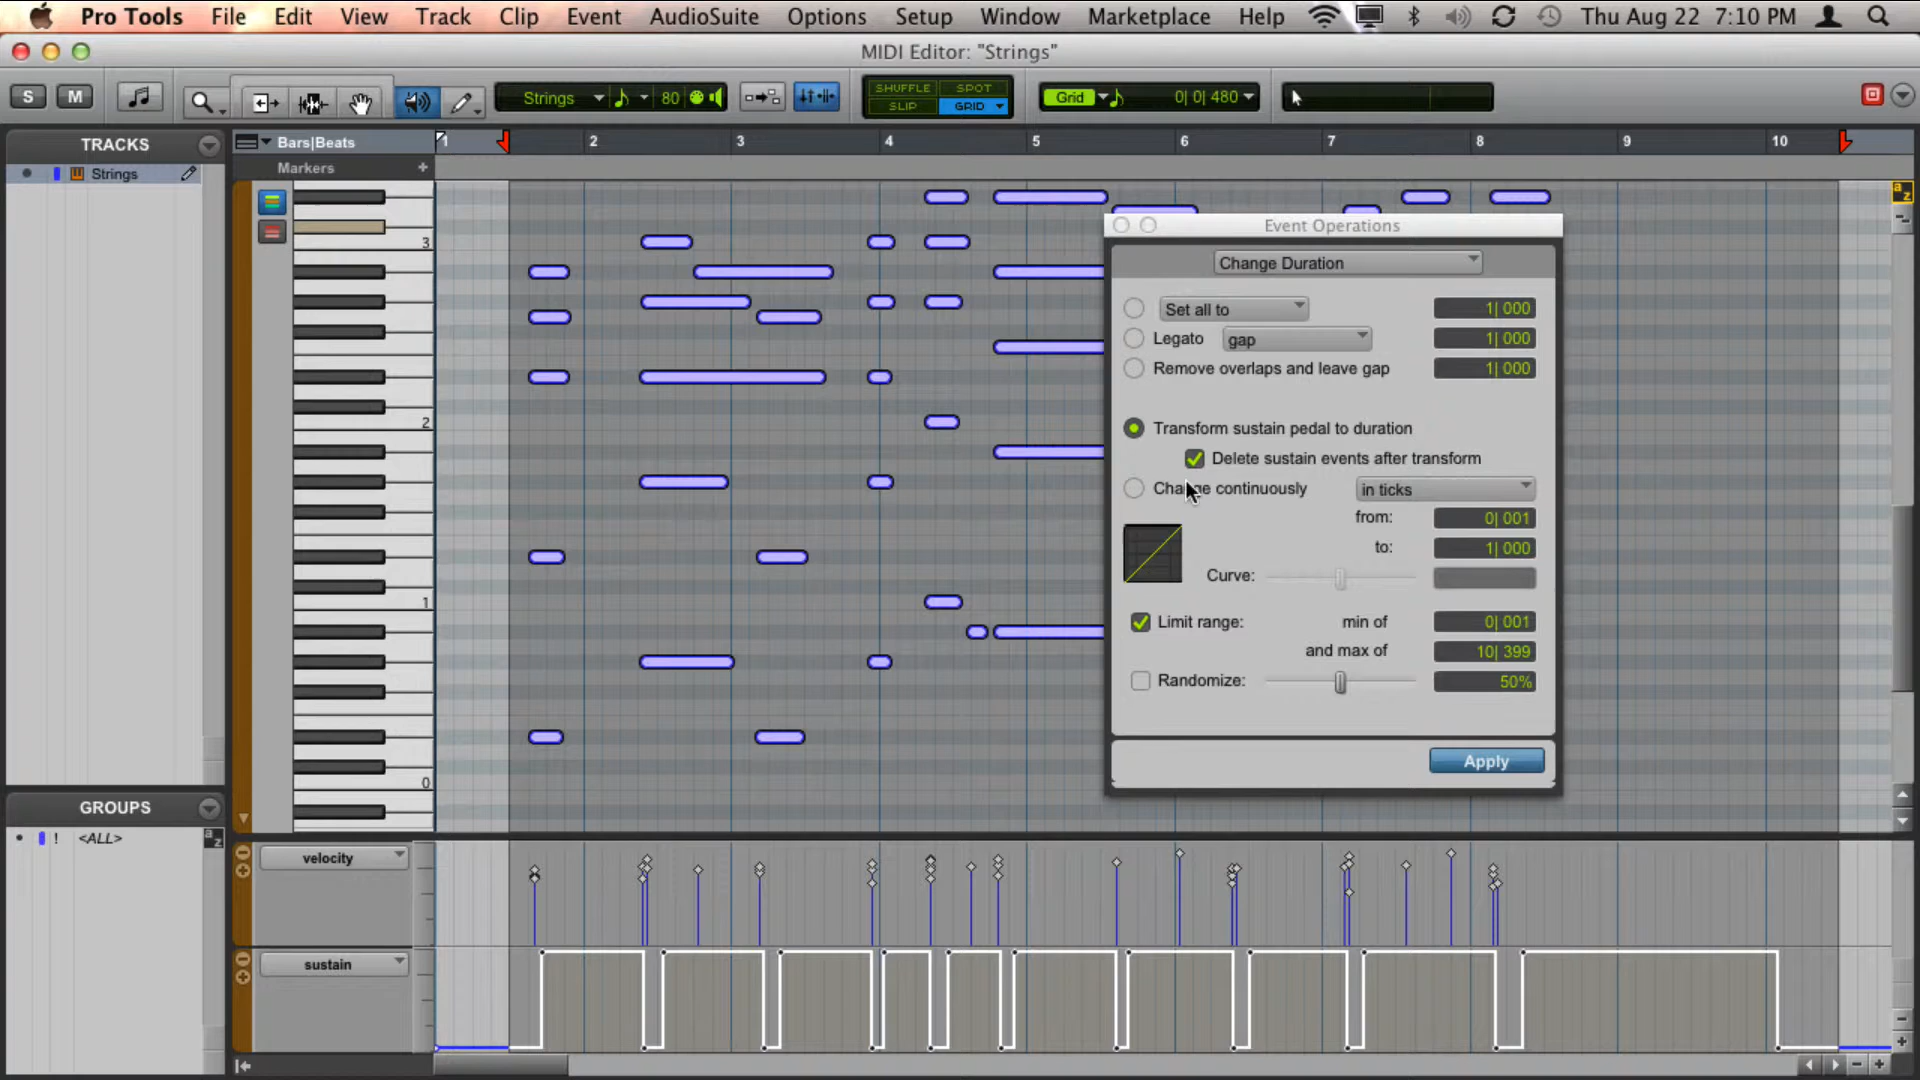 Pro Tools File Edit View Track Clip Event AudioSuite Options Setup Window Marketplace Help Thu Aug 22 7:10 PM
MIDI Editor: "Strings"
S M Strings 80 SHUFFLE SPOT SLIP GRID Grid 0| 0| 480
TRACKS
Strings
Bars|Beats
1 2 3 4 5 6 7 8 9 10
Markers +
3
2
1
0
Event Operations
Change Duration
Set all to 1| 000
Legato gap 1| 000
Remove overlaps and leave gap 1| 000
Transform sustain pedal to duration
Delete sustain events after transform
Change continuously in ticks
from: 0| 001
to: 1| 000
Curve:
Limit range: min of 0| 001
and max of 10| 399
Randomize: 50%
Apply
GROUPS
! <ALL>
a z
a z
velocity
sustain